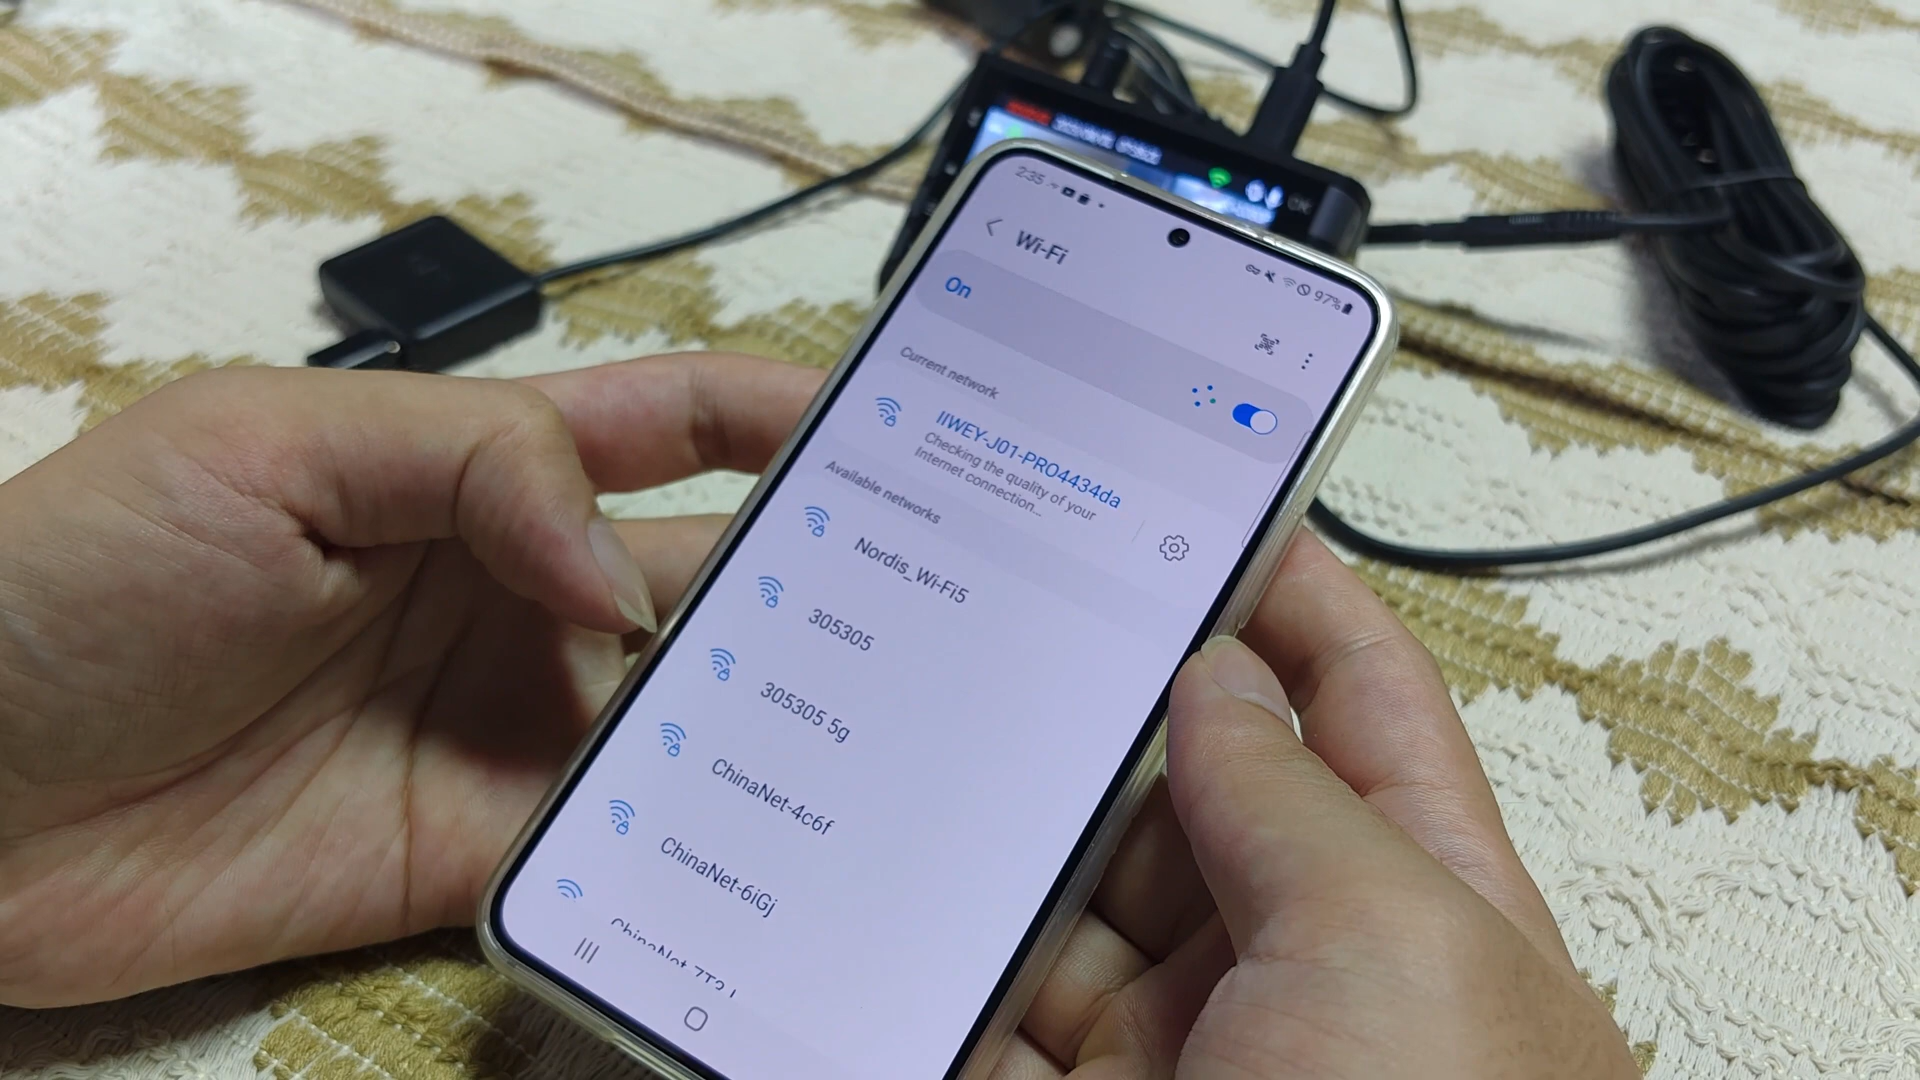 2:35
97%
Wi-Fi
On
Current network
IIWEY-J01-PRO4434da
Checking the quality of your
Internet connection...
Available networks
Nordis_Wi-Fi5
305305
305305 5g
ChinaNet-4c6f
ChinaNet-6iGj
OK